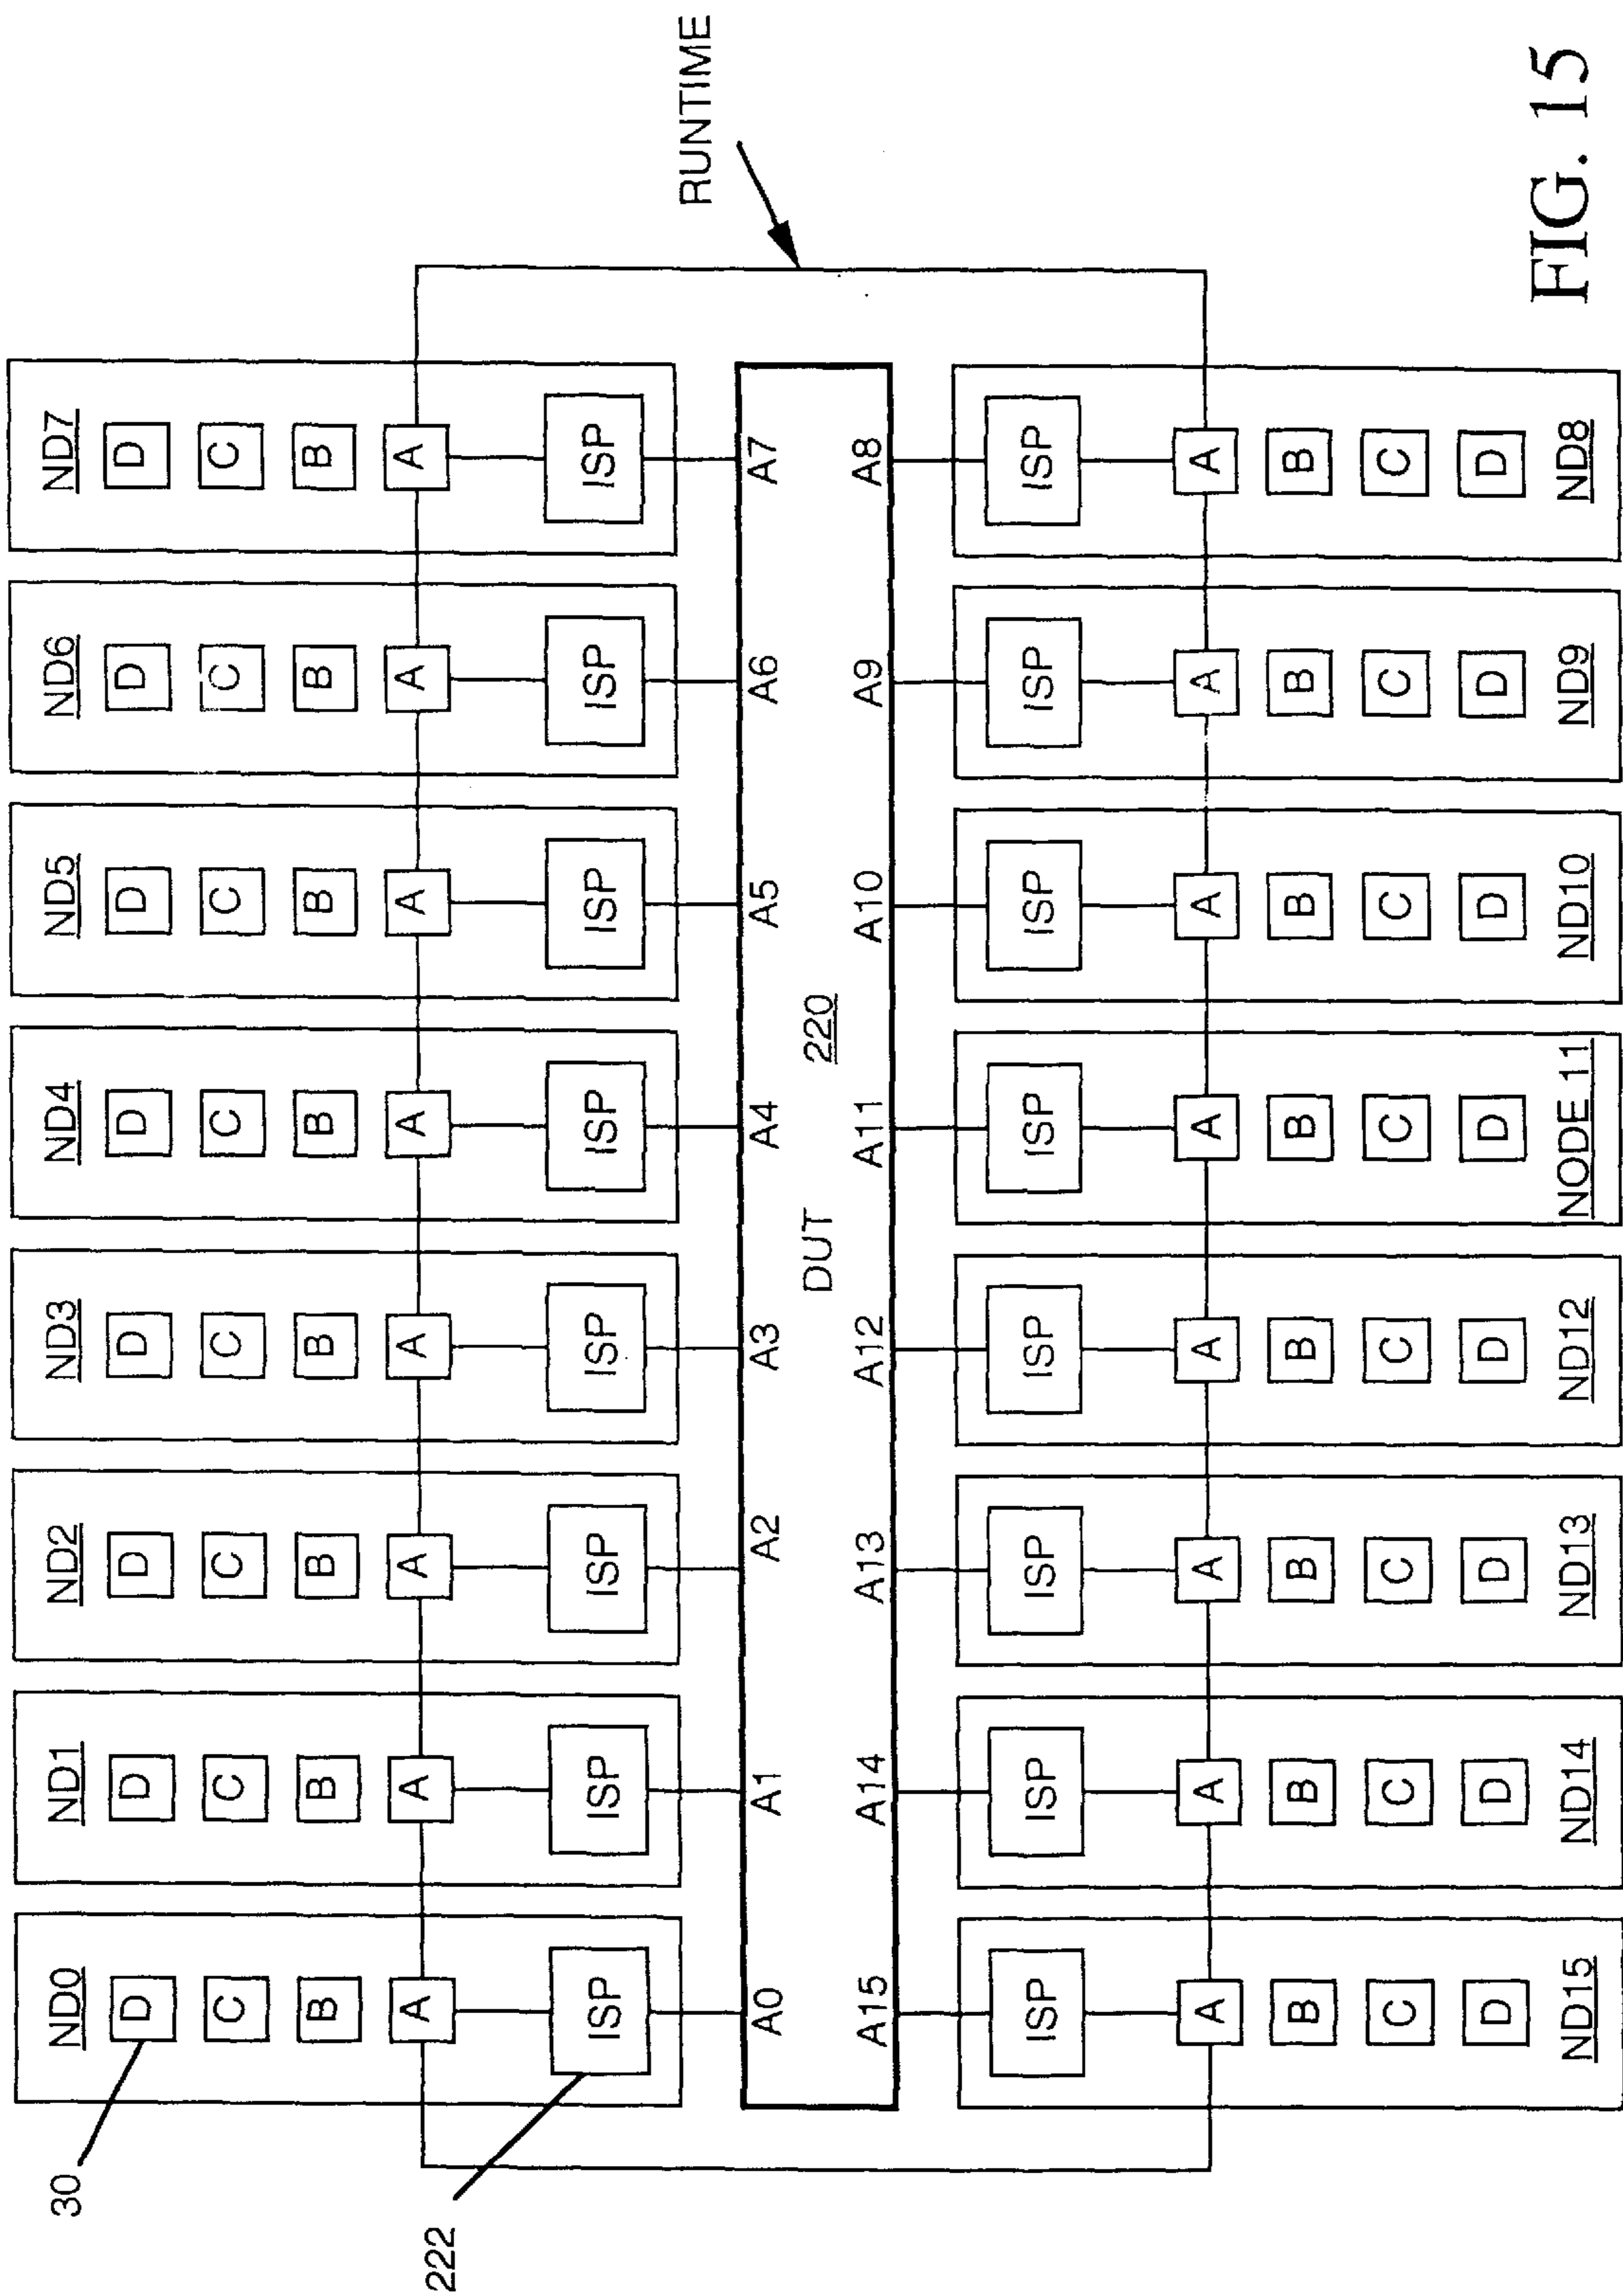 30
ND0 ND1 ND2 ND3 ND4 ND5 ND6 ND7
D D D D D D D D
C C C C C C C C
B B B B B B B B
A A A A A A A A
222
ISP ISP ISP ISP ISP ISP ISP ISP
RUNTIME
A0 A1 A2 A3 A4 A5 A6 A7
DUT 220
A15 A14 A13 A12 A11 A10 A9 A8
ISP ISP ISP ISP ISP ISP ISP ISP
A A A A A A A A
B B B B B B B B
C C C C C C C C
D D D D D D D D
ND15 ND14 ND13 ND12 NODE 11 ND10 ND9 ND8
FIG. 15